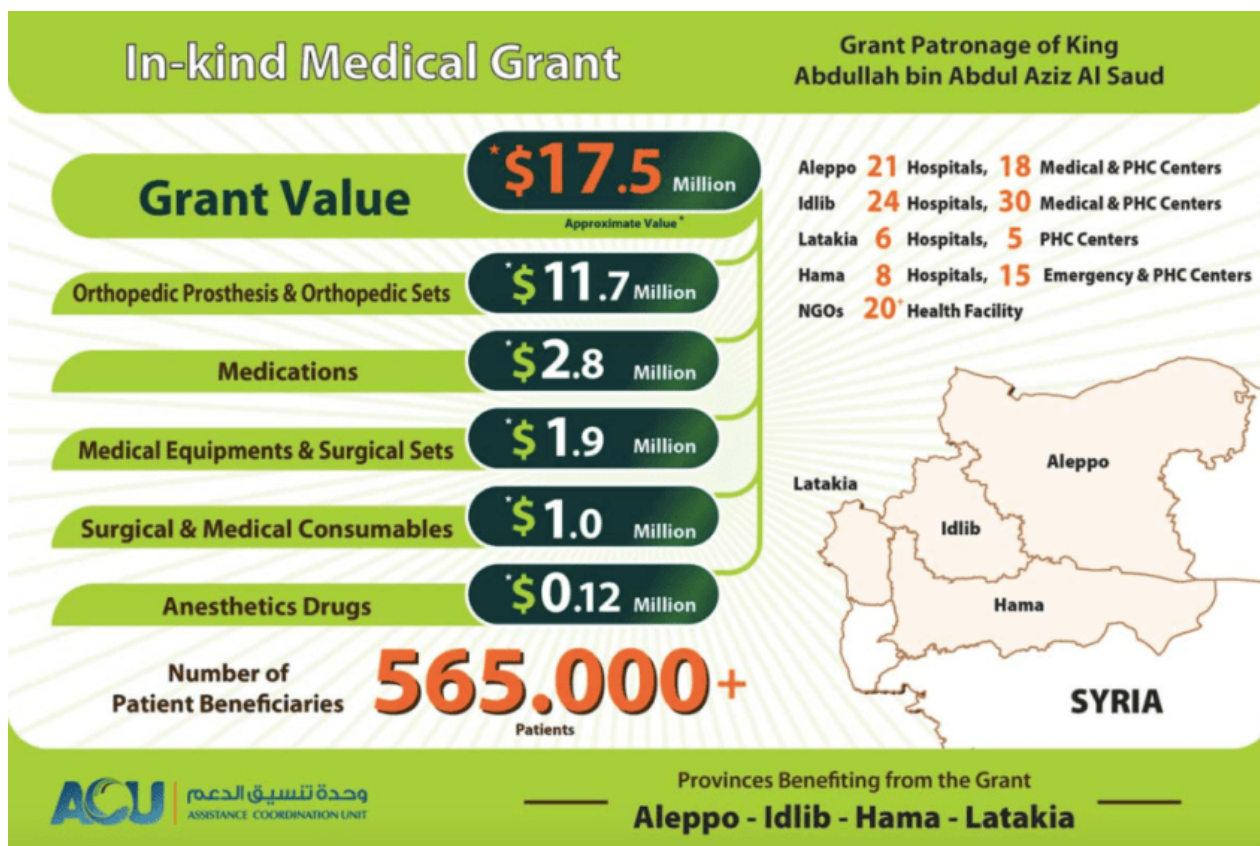 In-kind Medical Grant
Grant Patronage of King
Abdullah bin Abdul Aziz Al Saud
Grant Value
*$17.5 Million
Approximate Value*
Orthopedic Prosthesis & Orthopedic Sets
*$11.7 Million
Medications
*$2.8 Million
Medical Equipments & Surgical Sets
*$1.9 Million
Surgical & Medical Consumables
*$1.0 Million
Anesthetics Drugs
*$0.12 Million
Number of
Patient Beneficiaries
565.000+
Patients
Aleppo 21 Hospitals, 18 Medical & PHC Centers
Idlib 24 Hospitals, 30 Medical & PHC Centers
Latakia 6 Hospitals, 5 PHC Centers
Hama 8 Hospitals, 15 Emergency & PHC Centers
NGOs 20* Health Facility
Aleppo
Latakia
Idlib
Hama
SYRIA
ACU
وحدة تنسيق الدعم
ASSISTANCE COORDINATION UNIT
Provinces Benefiting from the Grant
Aleppo - Idlib - Hama - Latakia